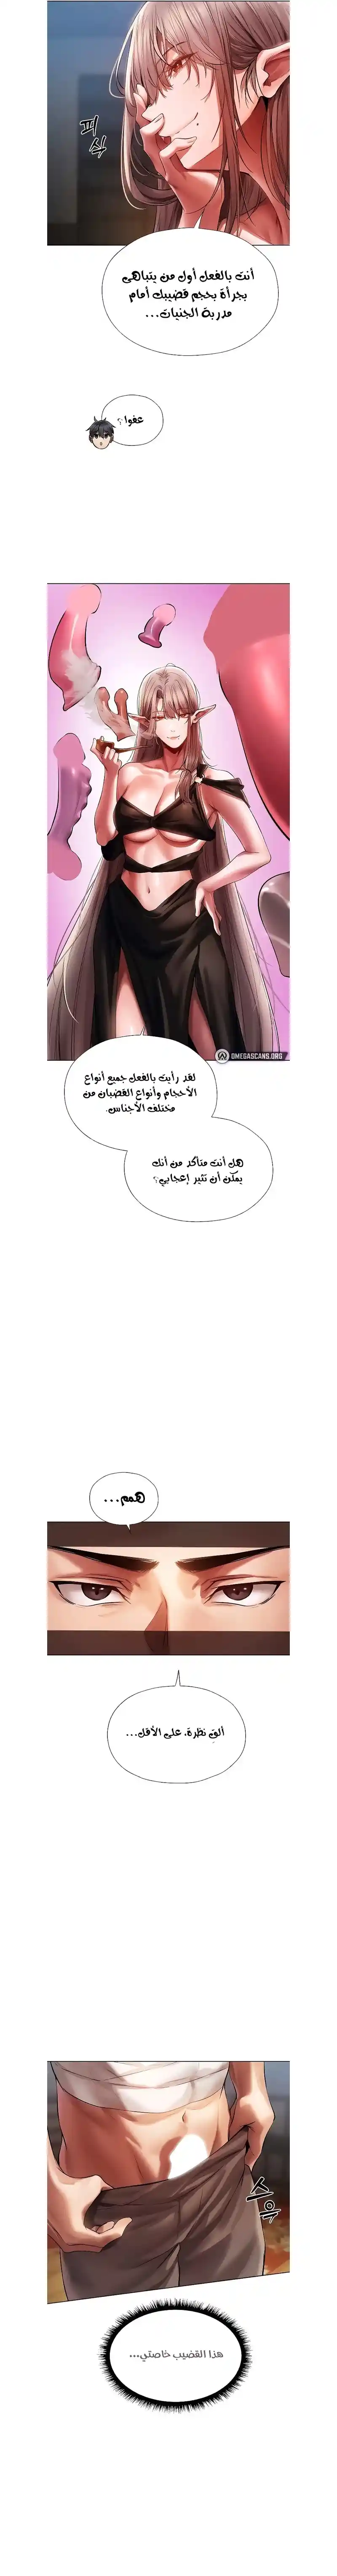 피
식
أنت بالفعل أول من يتباهى
بجرأة بحجم قضيبك أمام
مدربة الجنيات...
عفوا؟
OMEGASCANS.ORG
لقد رأيت بالفعل جميع أنواع
الأحجام وأنواع القضبان من
مختلف الأجناس.
هل أنت متأكد من أنك
يمكن أن تثير إعجابي؟
همم...
ألقِ نظرة، على الأقل...
스
윽
هذا القضيب خاصتي...